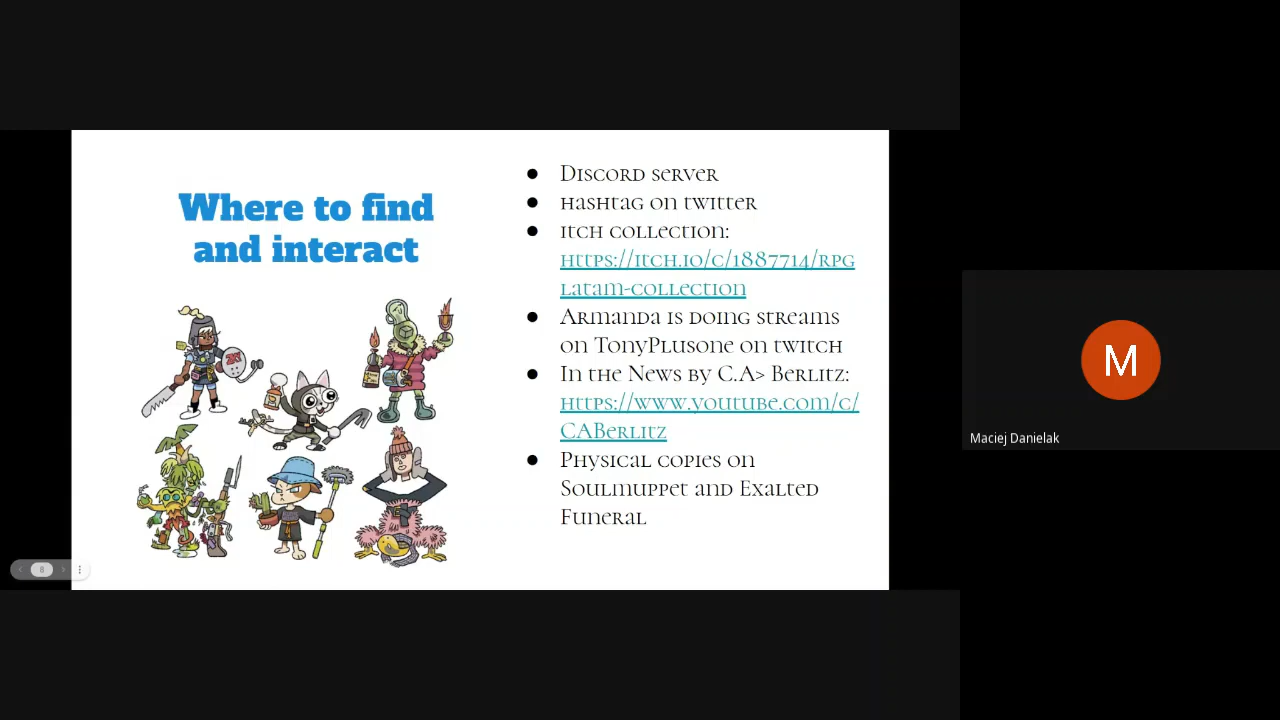 Where to find
and interact
Discord server
hashtag on twitter
itch collection:
https://itch.io/c/1887714/rpg
latam-collection
Armanda is doing streams
on TonyPlusone on twitch
In the News by C.A> Berlitz:
https://www.youtube.com/c/
CABerlitz
Physical copies on
Soulmuppet and Exalted
Funeral
8
M
Maciej Danielak